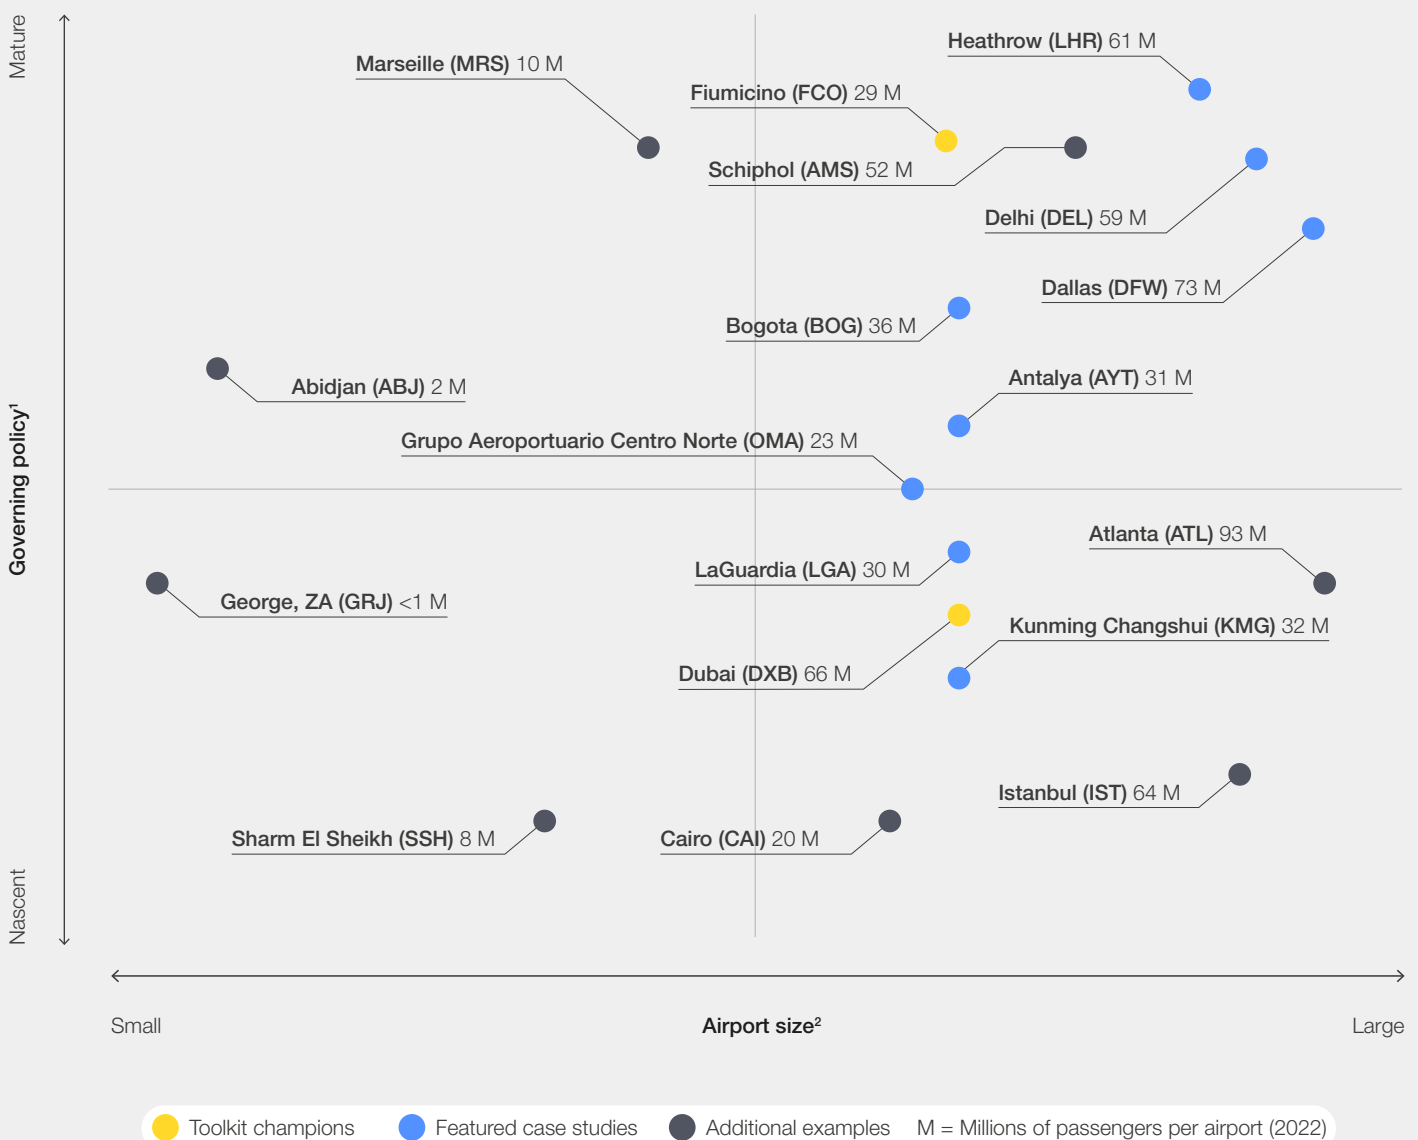 Mature
Heathrow (LHR) 61 M
Marseille (MRS) 10 M
Fiumicino (FCO) 29 M
Schiphol (AMS) 52 M
Delhi (DEL) 59 M
Dallas (DFW) 73 M
Bogota (BOG) 36 M
Antalya (AYT) 31 M
Abidjan (ABJ) 2 M
Grupo Aeroportuario Centro Norte (OMA) 23 M
Governing policy¹
Atlanta (ATL) 93 M
LaGuardia (LGA) 30 M
George, ZA (GRJ) <1 M
Kunming Changshui (KMG) 32 M
Dubai (DXB) 66 M
Istanbul (IST) 64 M
Sharm El Sheikh (SSH) 8 M
Cairo (CAI) 20 M
Nascent
Small
Airport size²
Large
Toolkit champions
Featured case studies
Additional examples
M = Millions of passengers per airport (2022)